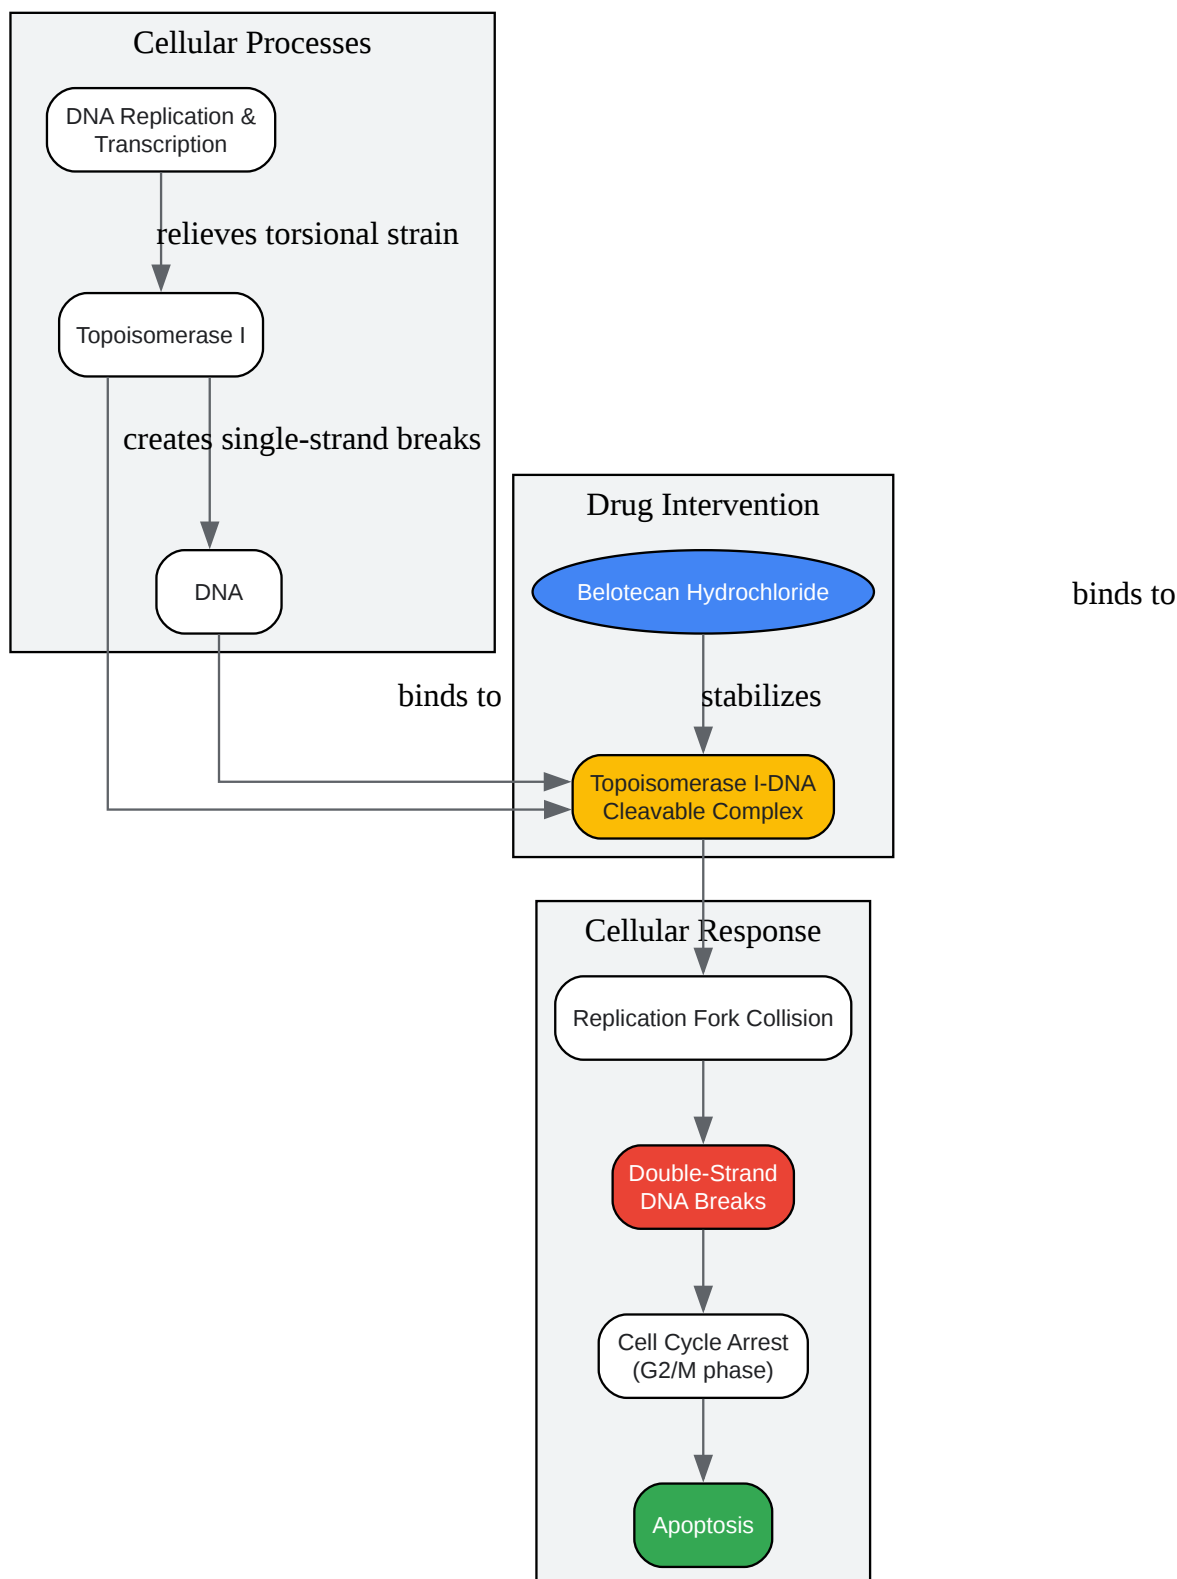 Cellular Processes
DNA Replication &
Transcription
relieves torsional strain
Topoisomerase I
creates single-strand breaks
DNA
Drug Intervention
Belotecan Hydrochloride
binds to
binds to
stabilizes
Topoisomerase I-DNA
Cleavable Complex
Cellular Response
Replication Fork Collision
Double-Strand
DNA Breaks
Cell Cycle Arrest
(G2/M phase)
Apoptosis